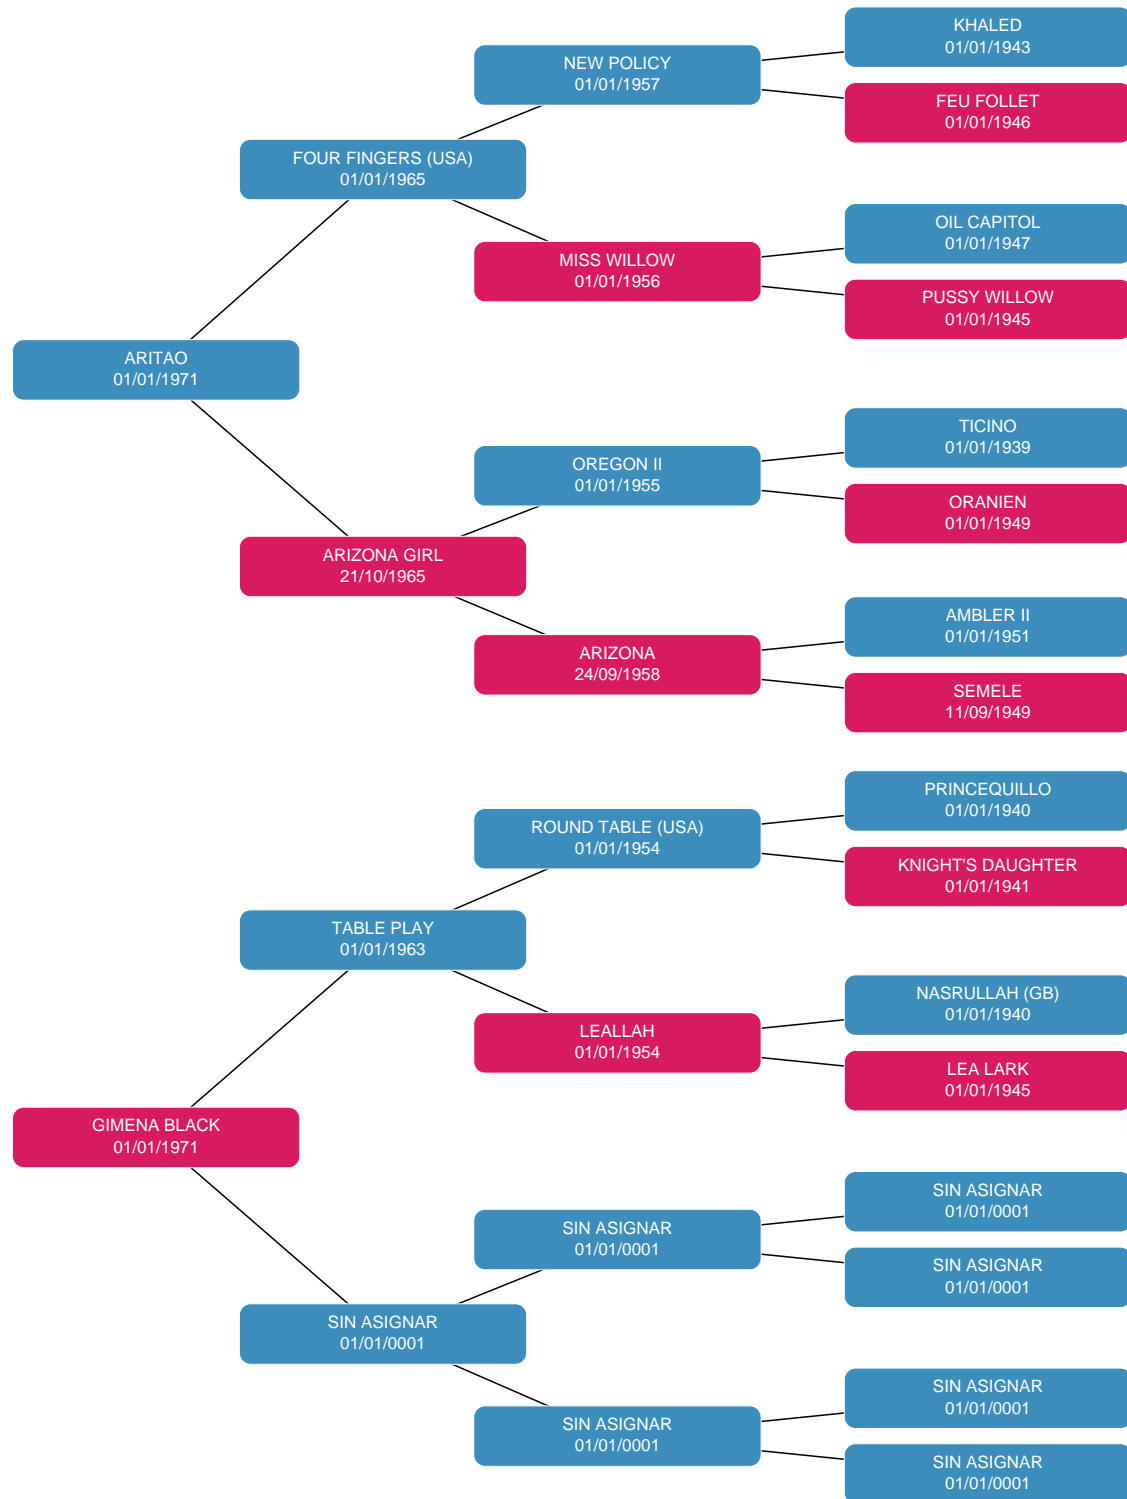 KHALED
01/01/1943
NEW POLICY
01/01/1957
FEU FOLLET
01/01/1946
FOUR FINGERS (USA)
01/01/1965
OIL CAPITOL
01/01/1947
MISS WILLOW
01/01/1956
PUSSY WILLOW
01/01/1945
ARITAO
01/01/1971
TICINO
01/01/1939
OREGON II
01/01/1955
ORANIEN
01/01/1949
ARIZONA GIRL
21/10/1965
AMBLER II
01/01/1951
ARIZONA
24/09/1958
SEMELE
11/09/1949
PRINCEQUILLO
01/01/1940
ROUND TABLE (USA)
01/01/1954
KNIGHT'S DAUGHTER
01/01/1941
TABLE PLAY
01/01/1963
NASRULLAH (GB)
01/01/1940
LEALLAH
01/01/1954
LEA LARK
01/01/1945
GIMENA BLACK
01/01/1971
SIN ASIGNAR
01/01/0001
SIN ASIGNAR
01/01/0001
SIN ASIGNAR
01/01/0001
SIN ASIGNAR
01/01/0001
SIN ASIGNAR
01/01/0001
SIN ASIGNAR
01/01/0001
SIN ASIGNAR
01/01/0001